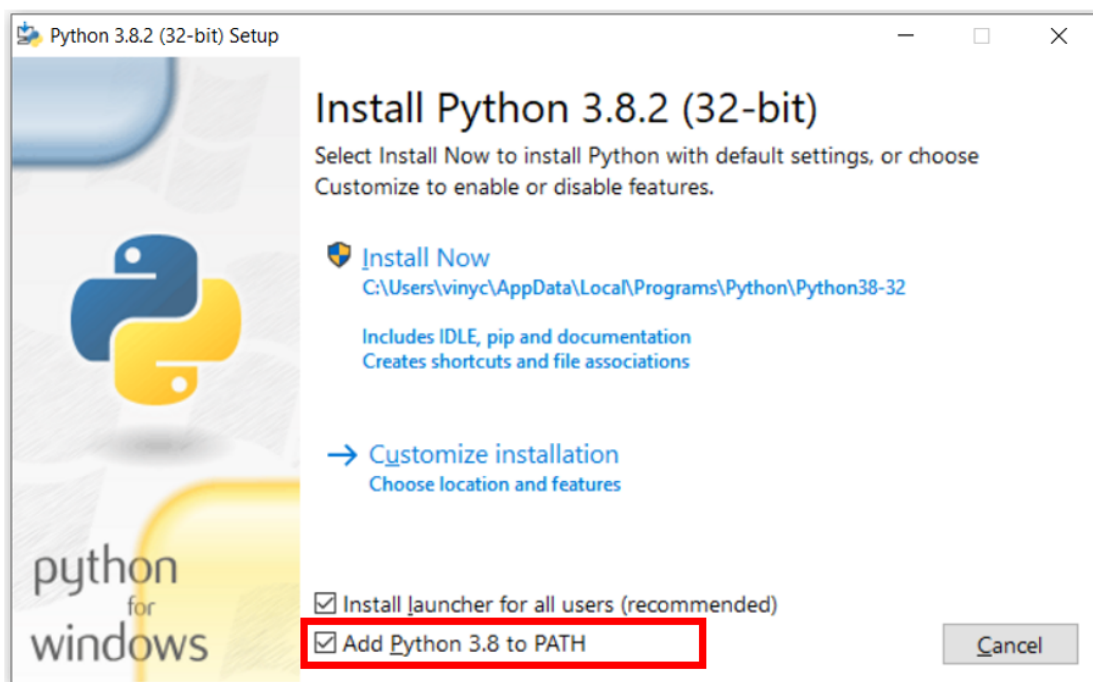 Python 3.8.2 (32-bit) Setup
Install Python 3.8.2 (32-bit)
Select Install Now to install Python with default settings, or choose
Customize to enable or disable features.
Install Now
C:\Users\vinyc\AppData\Local\Programs\Python\Python38-32
Includes IDLE, pip and documentation
Creates shortcuts and file associations
Customize installation
Choose location and features
python
for
windows
Install launcher for all users (recommended)
Add Python 3.8 to PATH
Cancel